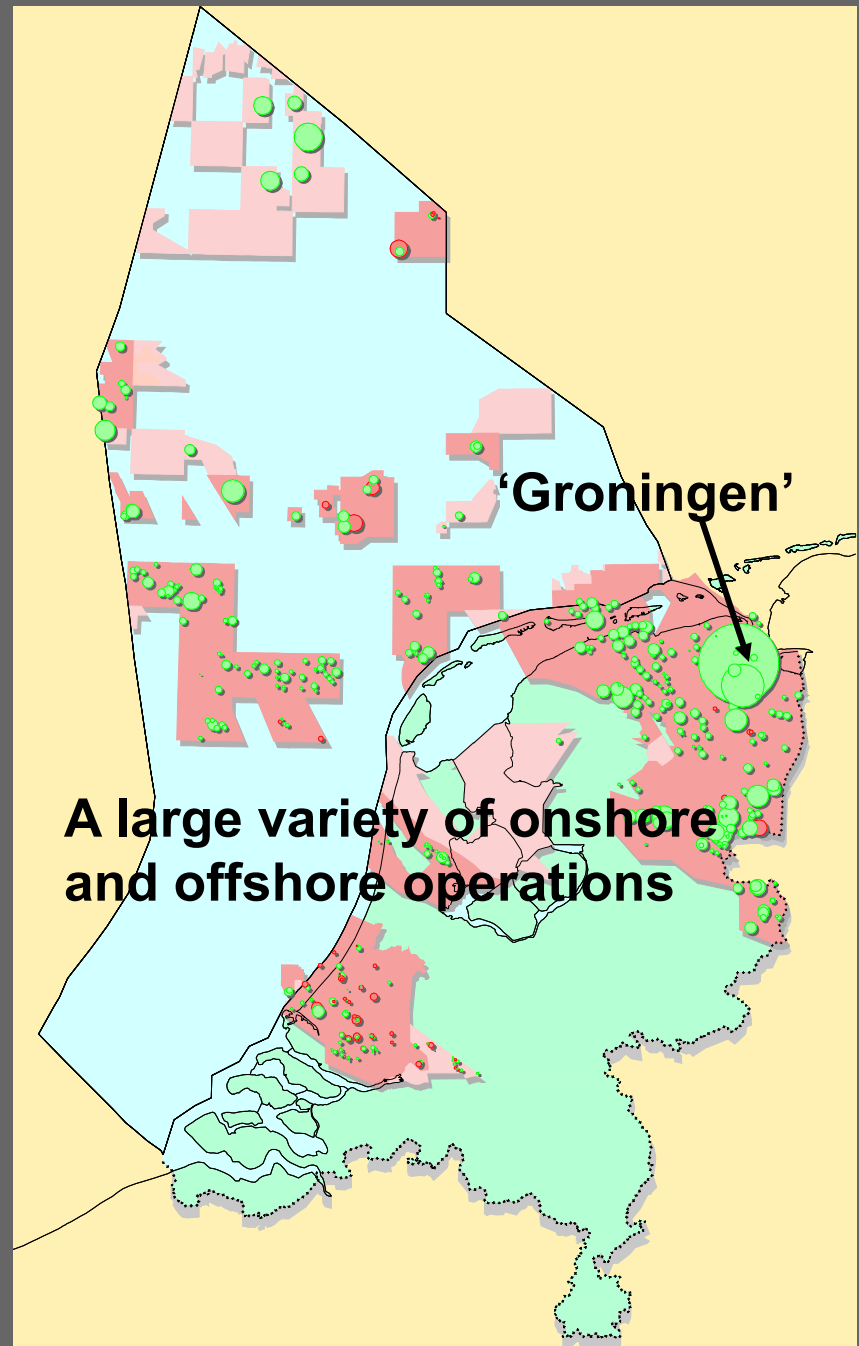 ‘Groningen’
A large variety of onshore
and offshore operations